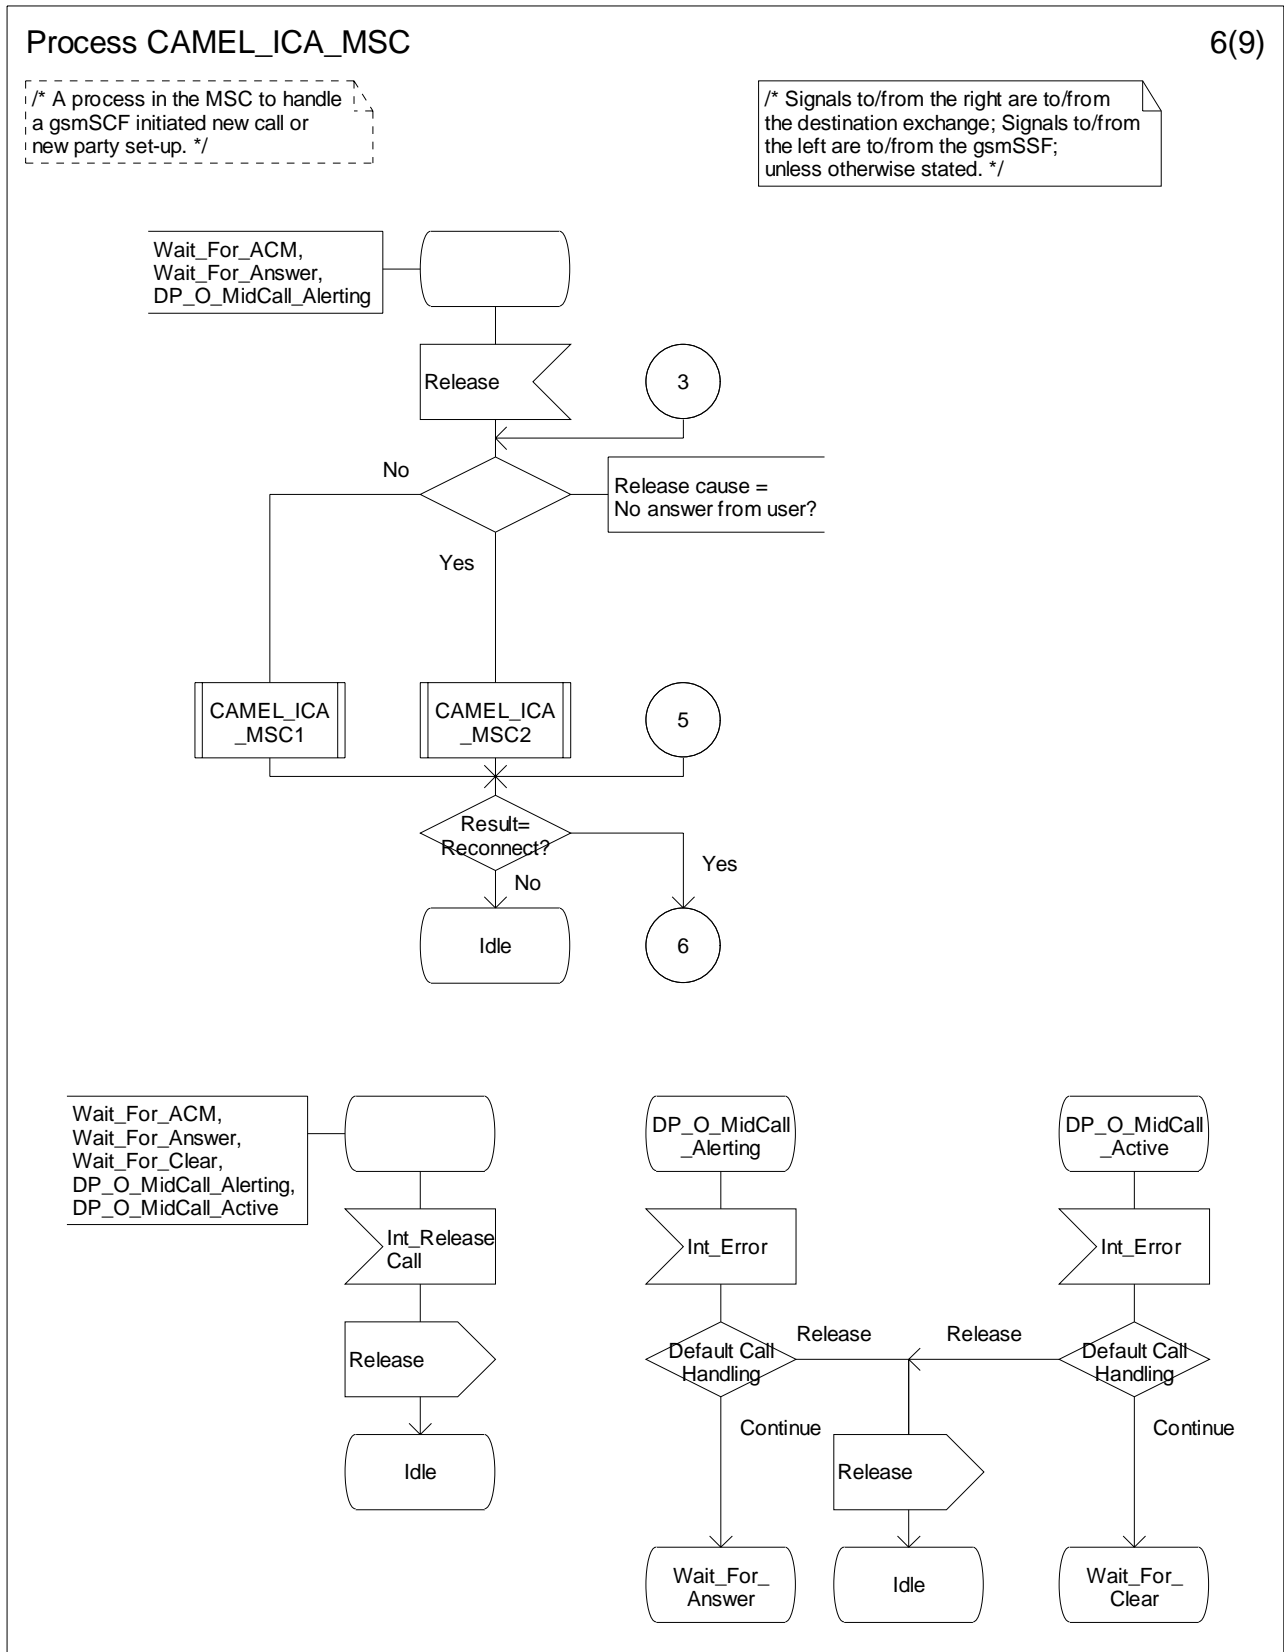 Process CAMEL_ICA_MSC
6(9)
/* A process in the MSC to handle
a gsmSCF initiated new call or
new party set-up. */
/* Signals to/from the right are to/from
the destination exchange; Signals to/from
the left are to/from the gsmSSF;
unless otherwise stated. */
Wait_For_ACM,
Wait_For_Answer,
DP_O_MidCall_Alerting
Release
3
No
Release cause =
No answer from user?
Yes
CAMEL_ICA
_MSC1
CAMEL_ICA
_MSC2
5
Result=
Reconnect?
Yes
No
Idle
6
Wait_For_ACM,
Wait_For_Answer,
Wait_For_Clear,
DP_O_MidCall_Alerting,
DP_O_MidCall_Active
Int_Release
Call
Release
Idle
DP_O_MidCall
_Alerting
DP_O_MidCall
_Active
Int_Error
Int_Error
Default Call
Handling
Release
Release
Default Call
Handling
Continue
Continue
Release
Wait_For_
Answer
Idle
Wait_For_
Clear